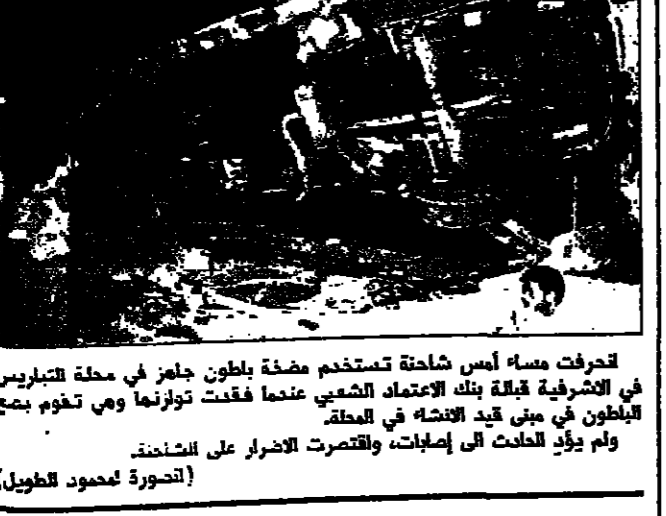 انحرفت مساء أمس شاحنة تستخدم مضخة باطون جاهز في محلة التباريس
في الاشرفية قبالة بنك الاعتماد الشعبي عندما فقدت توازنها وهي تقوم بضخ
الباطون في مبنى قيد الانشاء في المحلة.
ولم يؤدِ الحادث الى إصابات، واقتصرت الاضرار على الشاحنة.
(الصورة لمحمود الطويل)